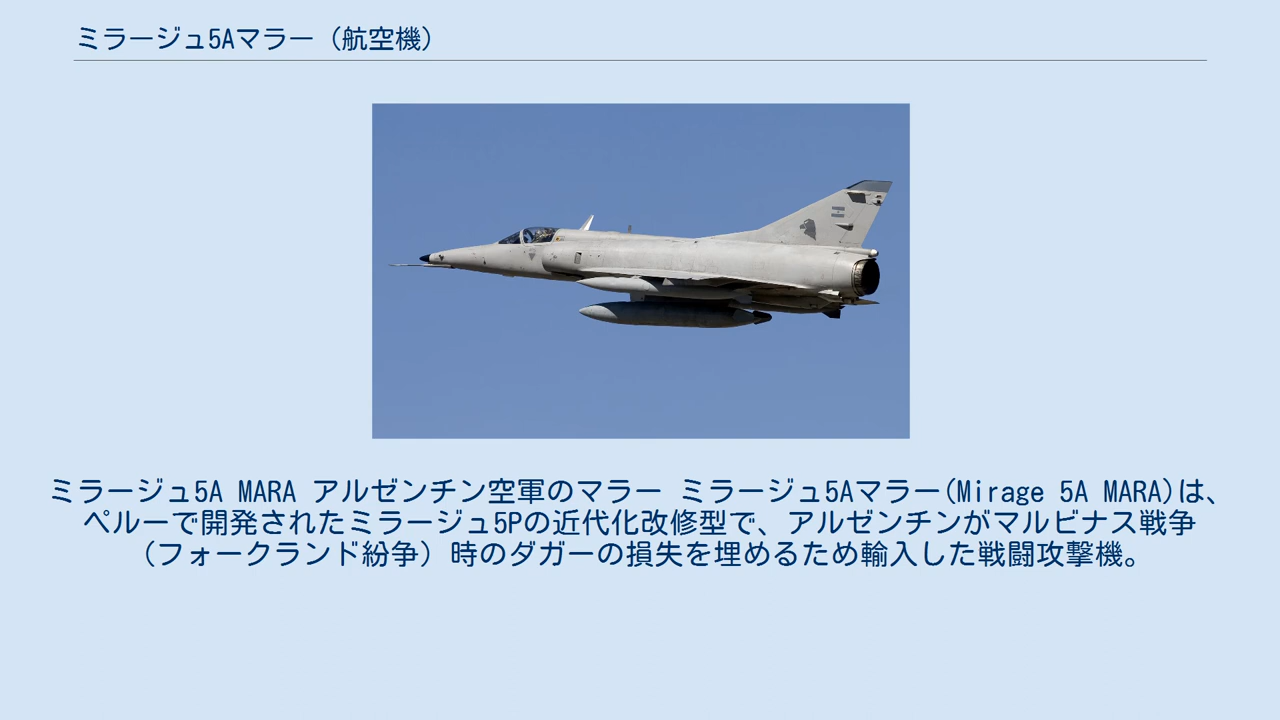 ミラージュ5Aマラー（航空機）
ミラージュ5A MARA アルゼンチン空軍のマラー ミラージュ5Aマラー(Mirage 5A MARA)は、
ペルーで開発されたミラージュ5Pの近代化改修型で、アルゼンチンがマルビナス戦争
（フォークランド紛争）時のダガーの損失を埋めるため輸入した戦闘攻撃機。